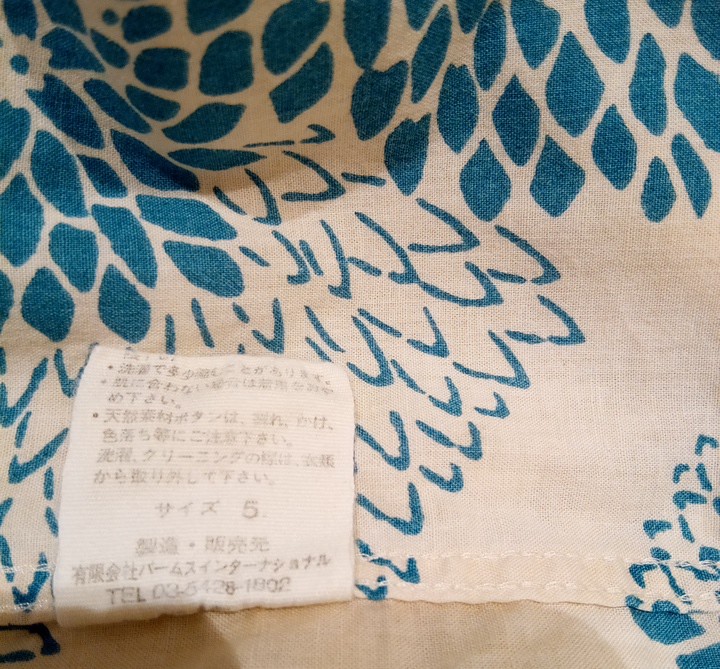 ・洗濯で多少縮むことがあります。
・肌に合わない場合は着用をおや
め下さい。
・天然素材ボタンは、割れ、かけ、
色落ち等にご注意下さい。
洗濯、クリーニングの際は、衣類
から取り外して下さい。
サイズ S
製造・販売元
有限会社パームスインターナショナル
TEL 03-5428-1802